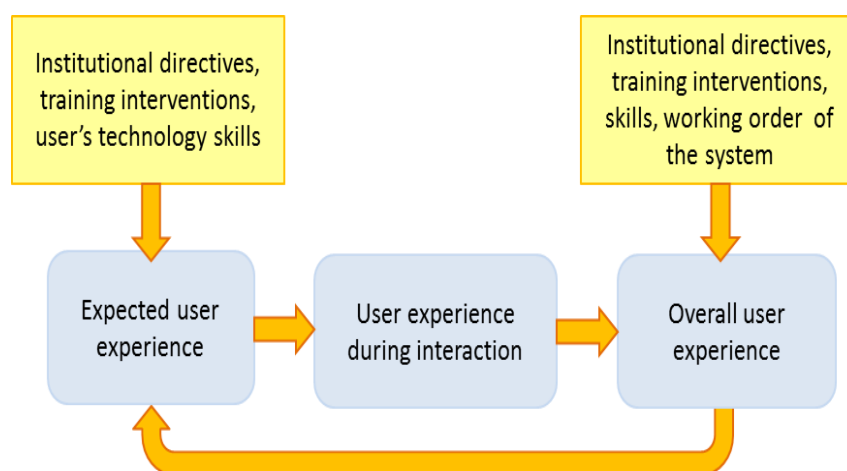 Institutional directives,
training interventions,
user's technology skills
Institutional directives,
training interventions,
skills, working order of
the system
Expected user
experience
User experience
during interaction
Overall user
experience